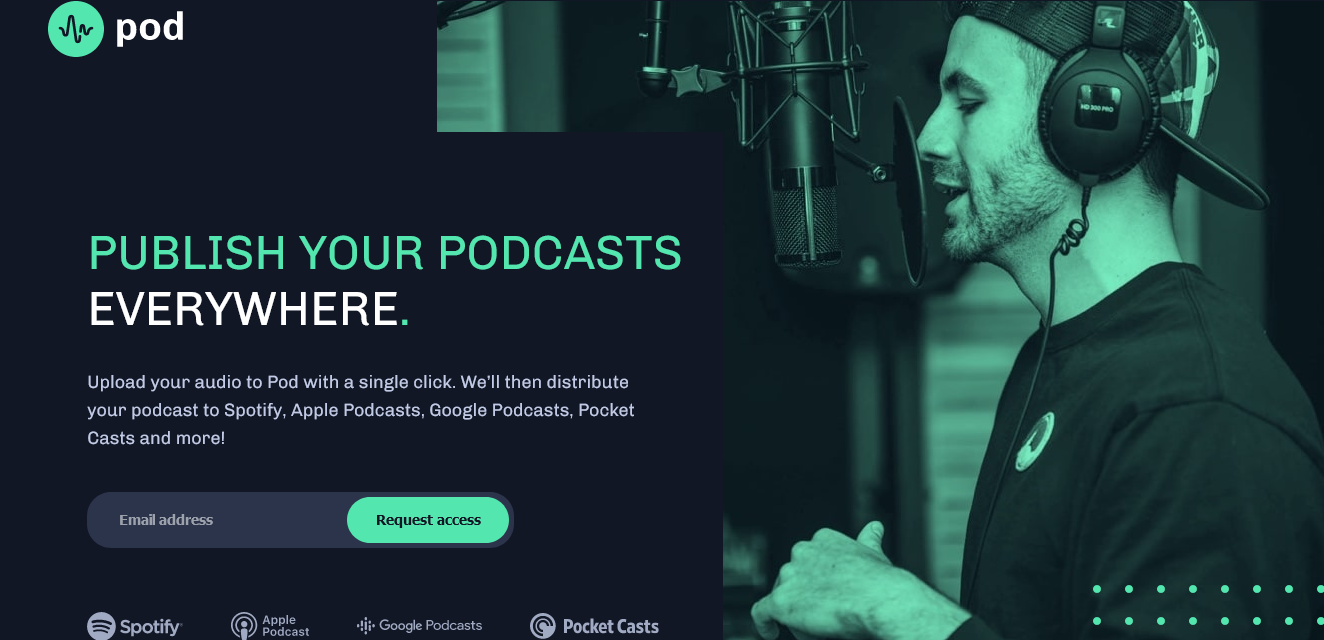 pod
HD 300 PRO
PUBLISH YOUR PODCASTS
EVERYWHERE.
Upload your audio to Pod with a single click. We’ll then distribute
your podcast to Spotify, Apple Podcasts, Google Podcasts, Pocket
Casts and more!
Email address
Request access
Spotify
Apple
Podcast
Google Podcasts
Pocket Casts